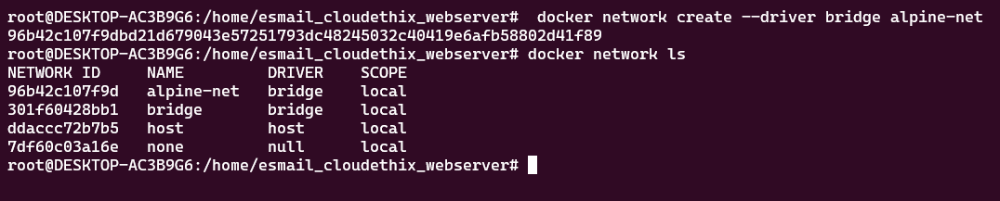 root@DESKTOP-AC3B9G6:/home/esmail_cloudethix_webserver#  docker network create --driver bridge alpine-net
96b42c107f9dbd21d679043e57251793dc48245032c40419e6afb58802d41f89
root@DESKTOP-AC3B9G6:/home/esmail_cloudethix_webserver# docker network ls
NETWORK ID     NAME         DRIVER    SCOPE
96b42c107f9d   alpine-net   bridge    local
301f60428bb1   bridge       bridge    local
ddaccc72b7b5   host         host      local
7df60c03a16e   none         null      local
root@DESKTOP-AC3B9G6:/home/esmail_cloudethix_webserver#